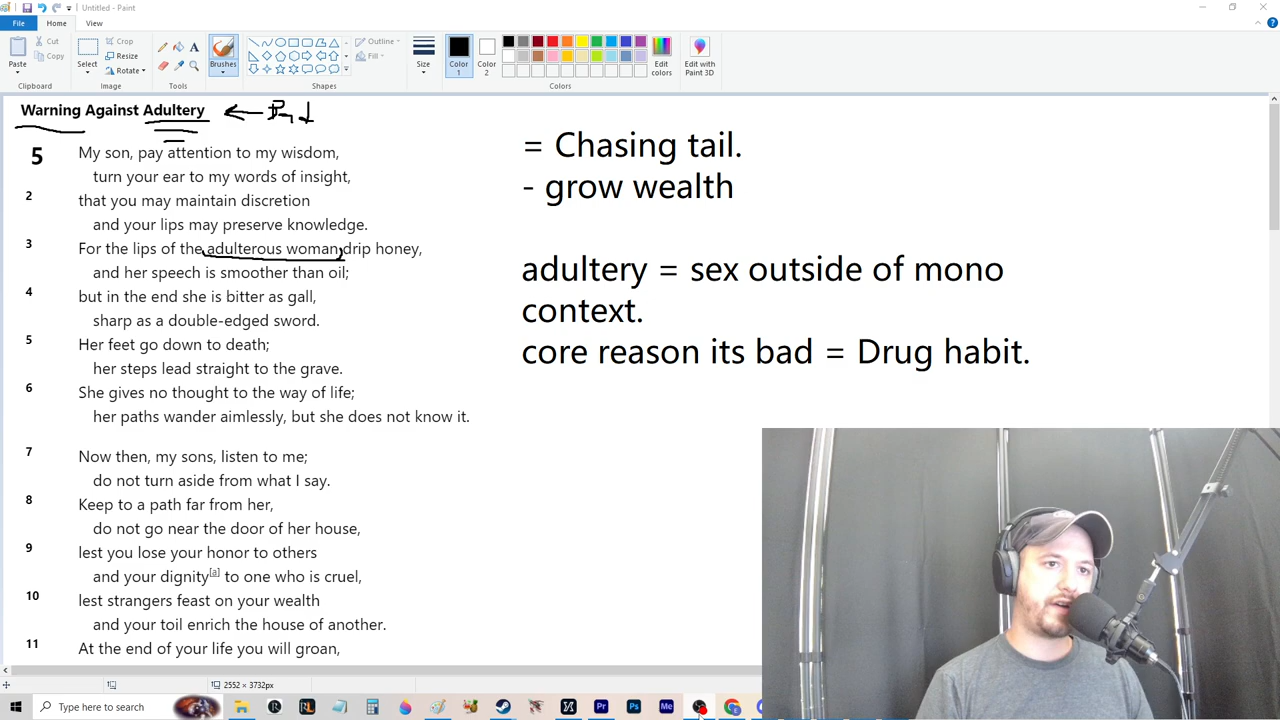 Untitled - Paint
File
Home
View
Paste
Cut
Copy
Clipboard
Select
Crop
Resize
Rotate
Image
Tools
Brushes
Shapes
Outline
Fill
Size
Color 1
Color 2
Edit colors
Colors
Edit with Paint 3D
Warning Against Adultery
5 My son, pay attention to my wisdom,
turn your ear to my words of insight,
2 that you may maintain discretion
and your lips may preserve knowledge.
3 For the lips of the adulterous woman drip honey,
and her speech is smoother than oil;
4 but in the end she is bitter as gall,
sharp as a double-edged sword.
5 Her feet go down to death;
her steps lead straight to the grave.
6 She gives no thought to the way of life;
her paths wander aimlessly, but she does not know it.
7 Now then, my sons, listen to me;
do not turn aside from what I say.
8 Keep to a path far from her,
do not go near the door of her house,
9 lest you lose your honor to others
and your dignity[a] to one who is cruel,
10 lest strangers feast on your wealth
and your toil enrich the house of another.
11 At the end of your life you will groan,
= Chasing tail.
- grow wealth
adultery = sex outside of mono
context.
core reason its bad = Drug habit.
2552 × 3732px
Type here to search
Pr
Ps
Me